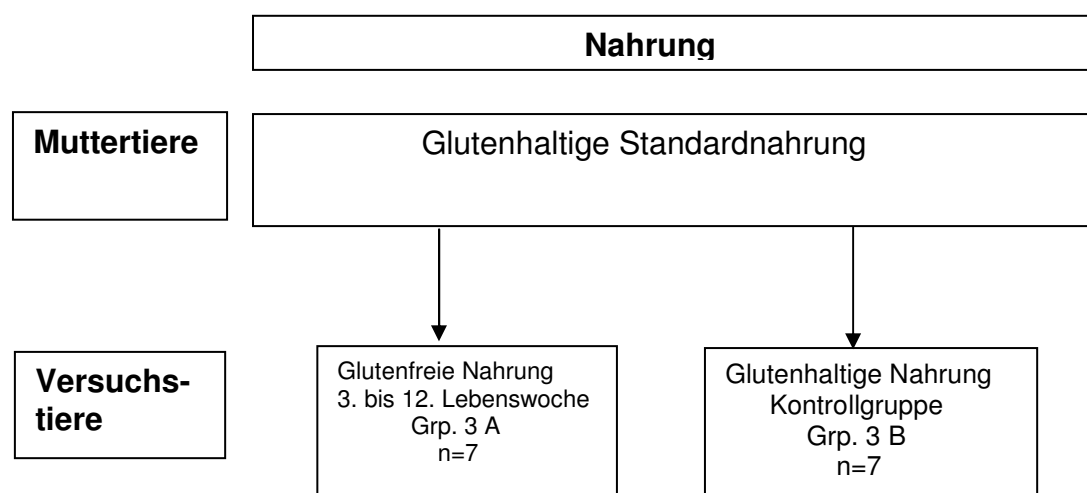 Nahrung
Muttertiere
Glutenhaltige Standardnahrung
Versuchs-
tiere
Glutenfreie Nahrung
3. bis 12. Lebenswoche
Grp. 3 A
n=7
Glutenhaltige Nahrung
Kontrollgruppe
Grp. 3 B
n=7